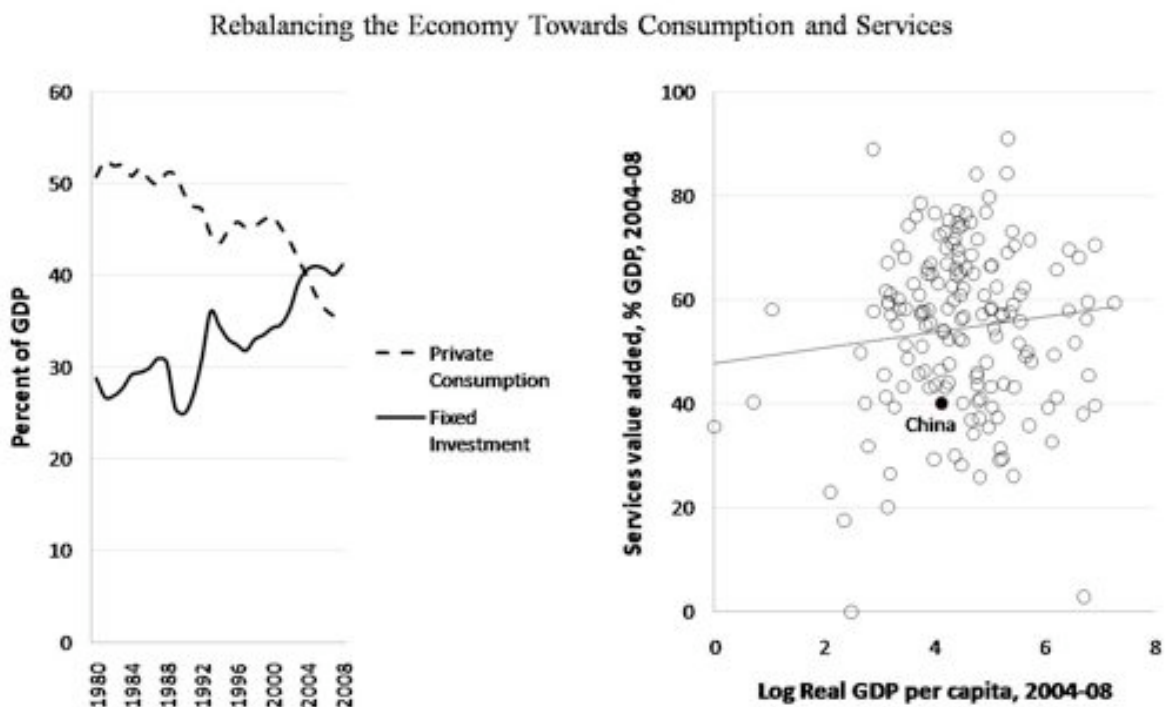 Rebalancing the Economy Towards Consumption and Services
Percent of GDP
60
50
40
30
20
10
0
1980
1984
1988
1992
1996
2000
2004
2008
Private
Consumption
Fixed
Investment
Services value added, % GDP, 2004-08
100
80
60
40
20
0
China
0
2
4
6
8
Log Real GDP per capita, 2004-08